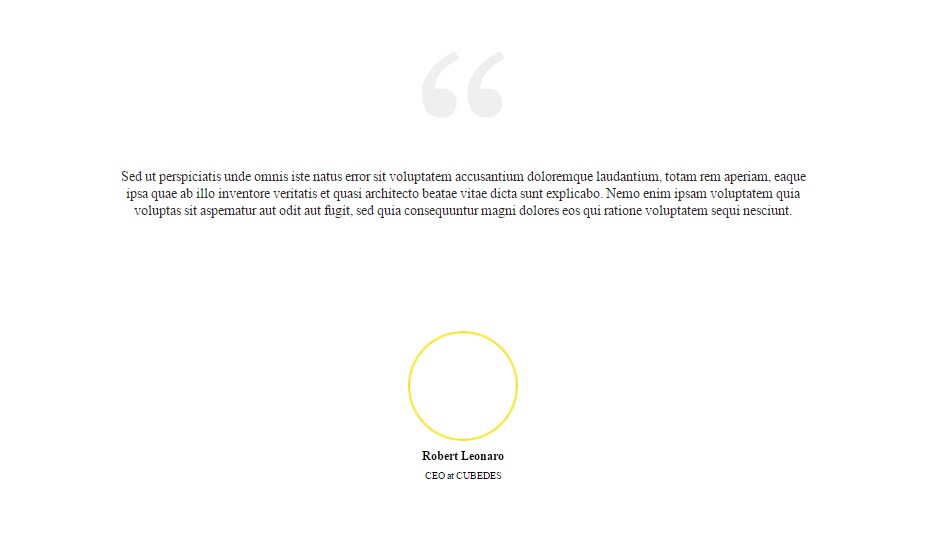 “
Sed ut perspiciatis unde omnis iste natus error sit voluptatem accusantium doloremque laudantium, totam rem aperiam, eaque
ipsa quae ab illo inventore veritatis et quasi architecto beatae vitae dicta sunt explicabo. Nemo enim ipsam voluptatem quia
voluptas sit aspernatur aut odit aut fugit, sed quia consequuntur magni dolores eos qui ratione voluptatem sequi nesciunt.
Robert Leonaro
CEO at CUBEDES